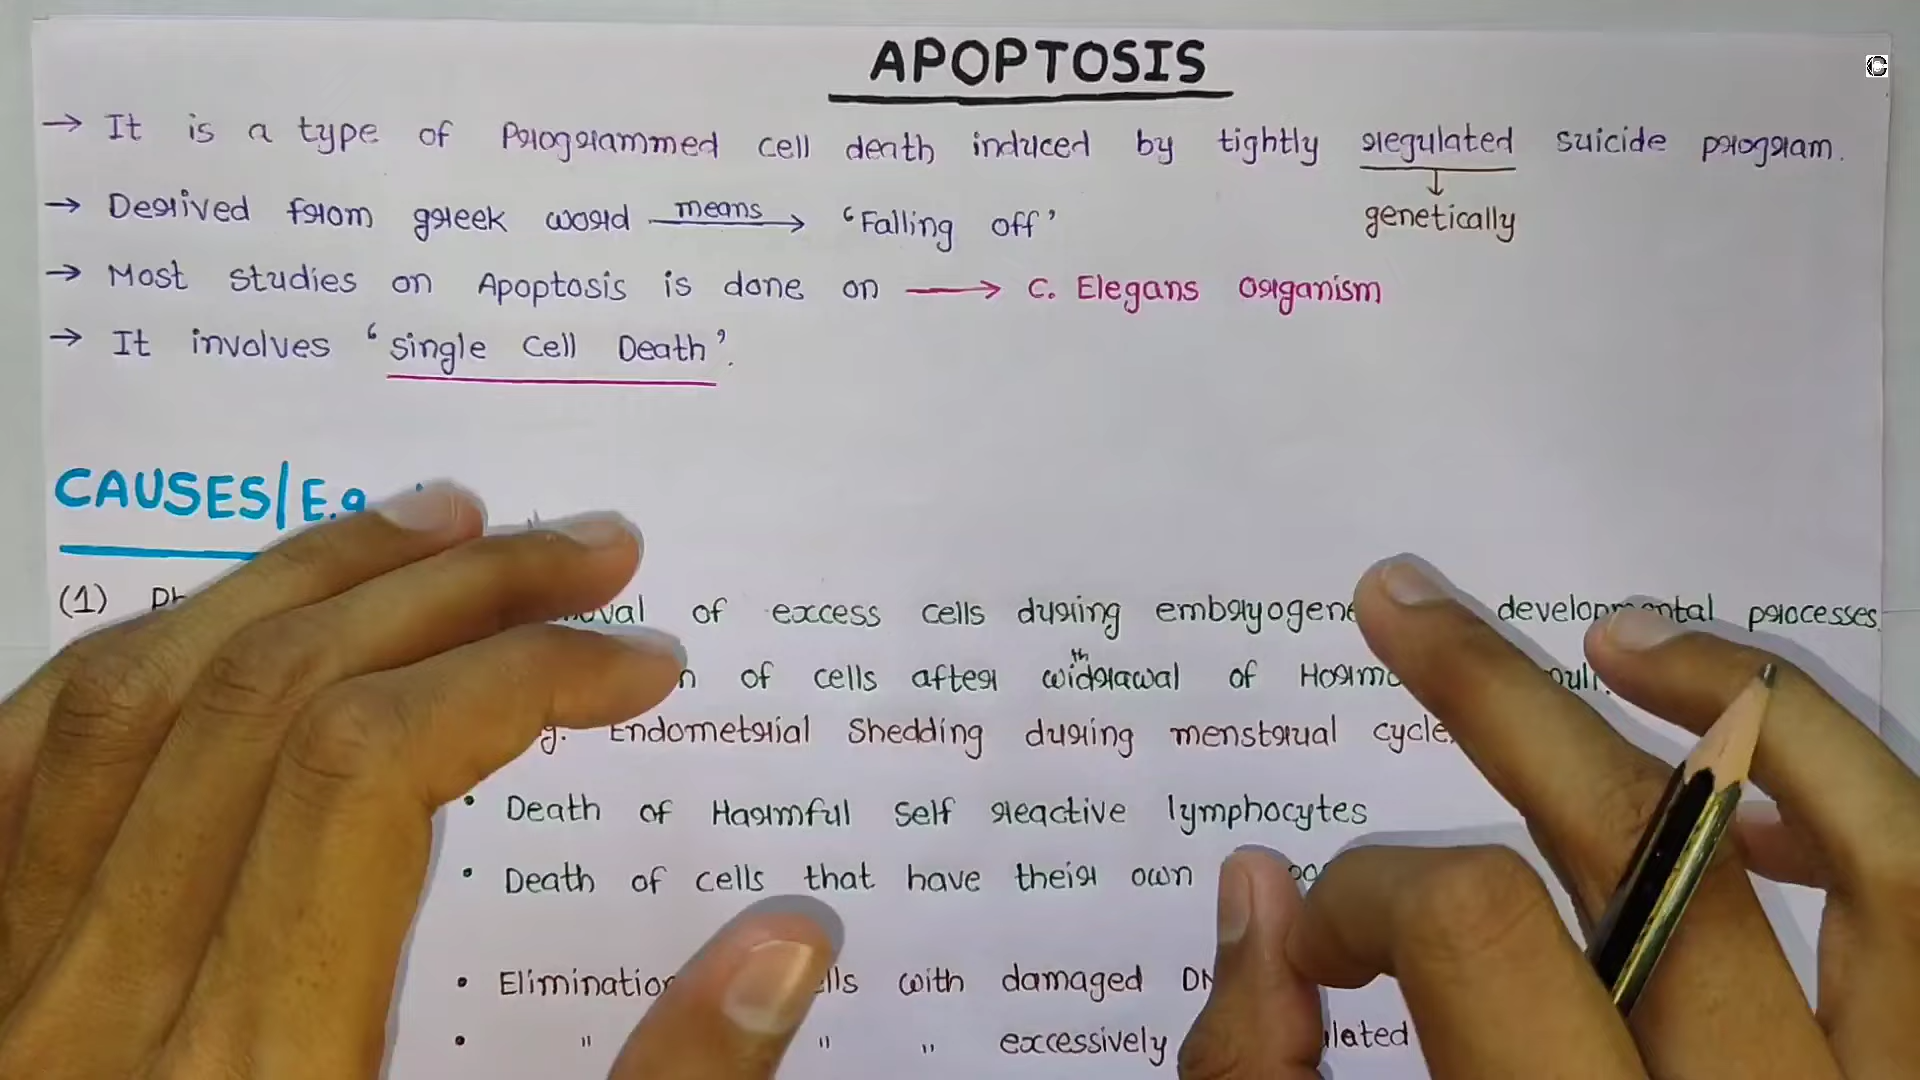 APOPTOSIS
→ It is a type of Programmed cell death induced by tightly regulated suicide program.
genetically
→ Derived from greek word means → 'Falling off'
→ Most studies on Apoptosis is done on → C. Elegans Organism
→ It involves 'single Cell Death'.
CAUSES/E.g
(1) of excess cells during developmental processes.
of cells after widrawal of
th
Endometrial Shedding during menstrual cycle.
• Death of Harmful Self reactive lymphocytes
• Death of cells that have their own
• Elimination with damaged
• " " " excessively